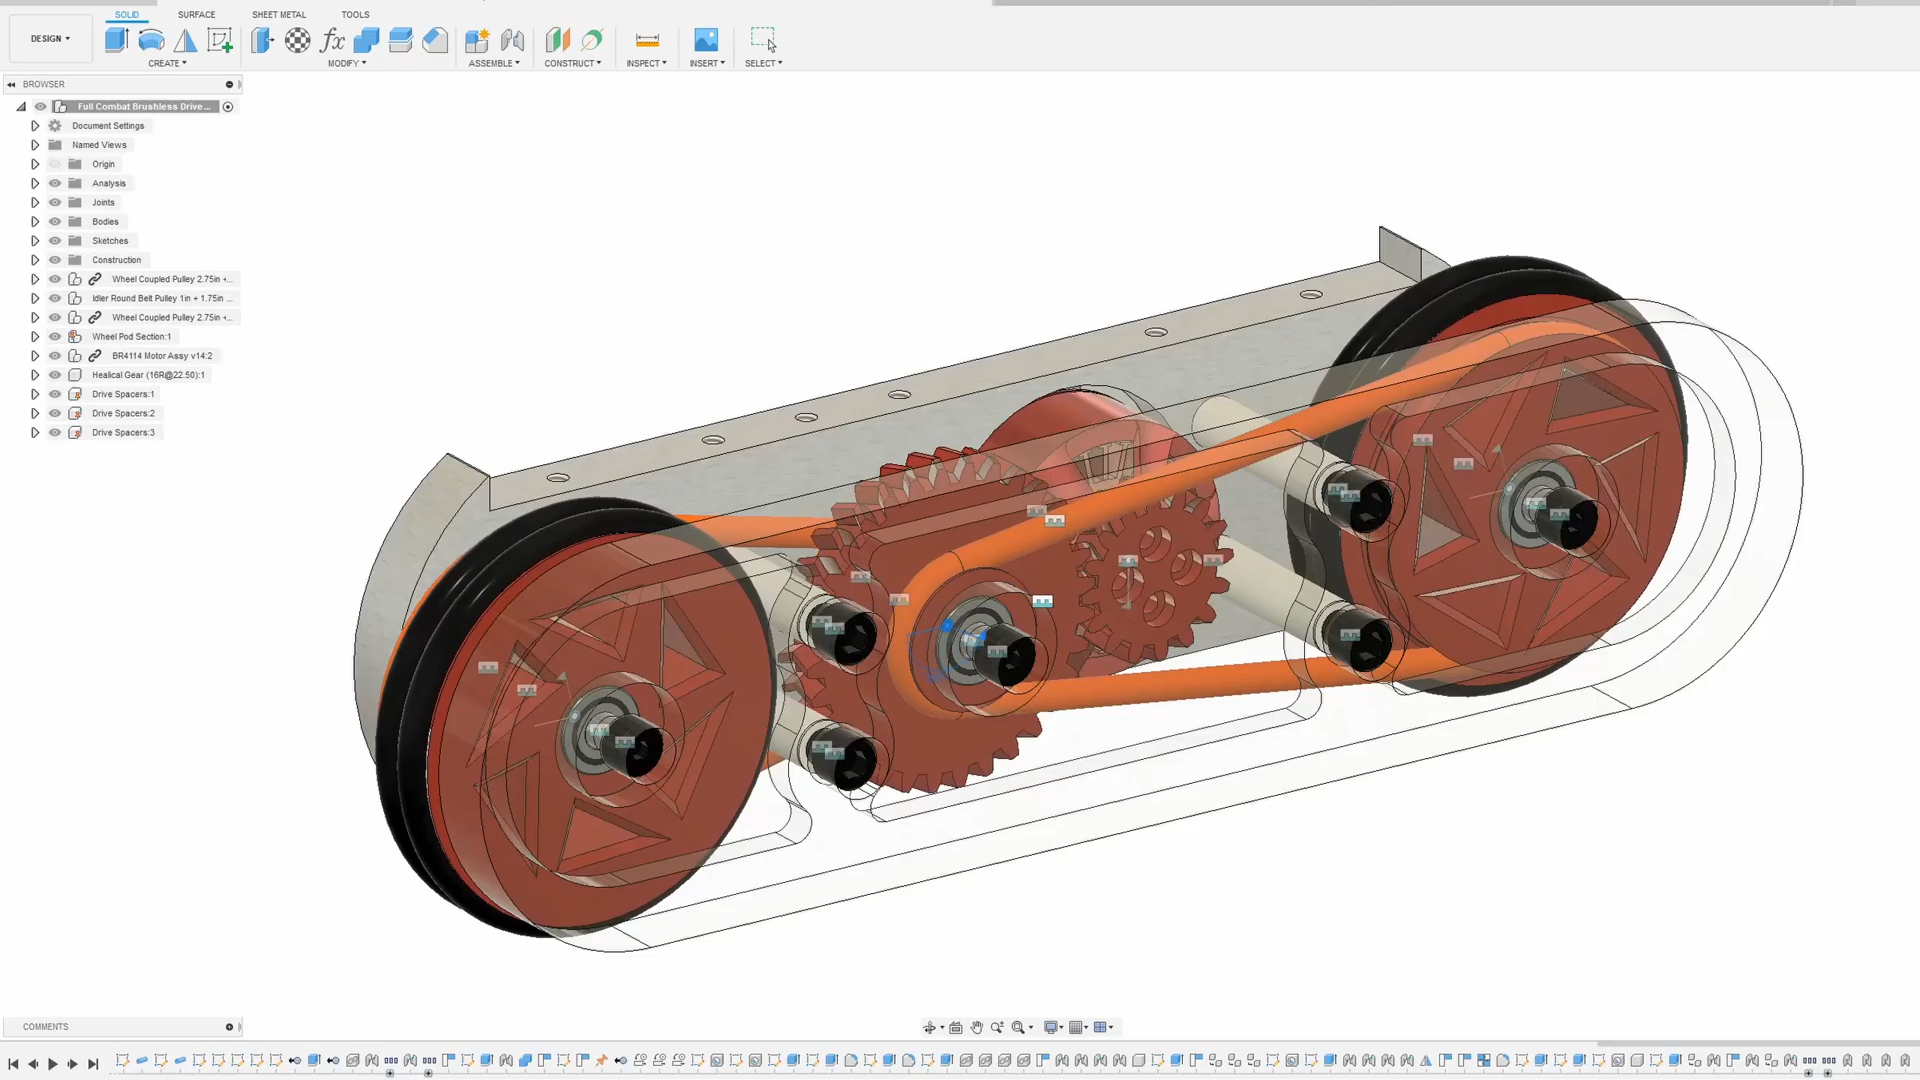 SOLID
SURFACE
SHEET METAL
TOOLS
DESIGN
CREATE
MODIFY
ASSEMBLE
CONSTRUCT
INSPECT
INSERT
SELECT
BROWSER
Full Combat Brushless Drive...
Document Settings
Named Views
Origin
Analysis
Joints
Bodies
Sketches
Construction
Wheel Coupled Pulley 2.75in +...
Idler Round Belt Pulley 1in + 1.75in ...
Wheel Coupled Pulley 2.75in +...
Wheel Pod Section:1
BR4114 Motor Assy v14:2
Healical Gear (16R@22.50):1
Drive Spacers:1
Drive Spacers:2
Drive Spacers:3
COMMENTS